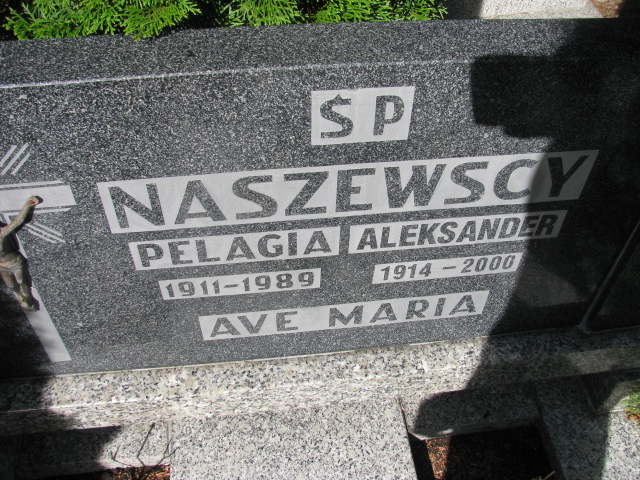 ŚP
NASZEWSCY
PELAGIA ALEKSANDER
1911-1989 1914-2000
AVE MARIA